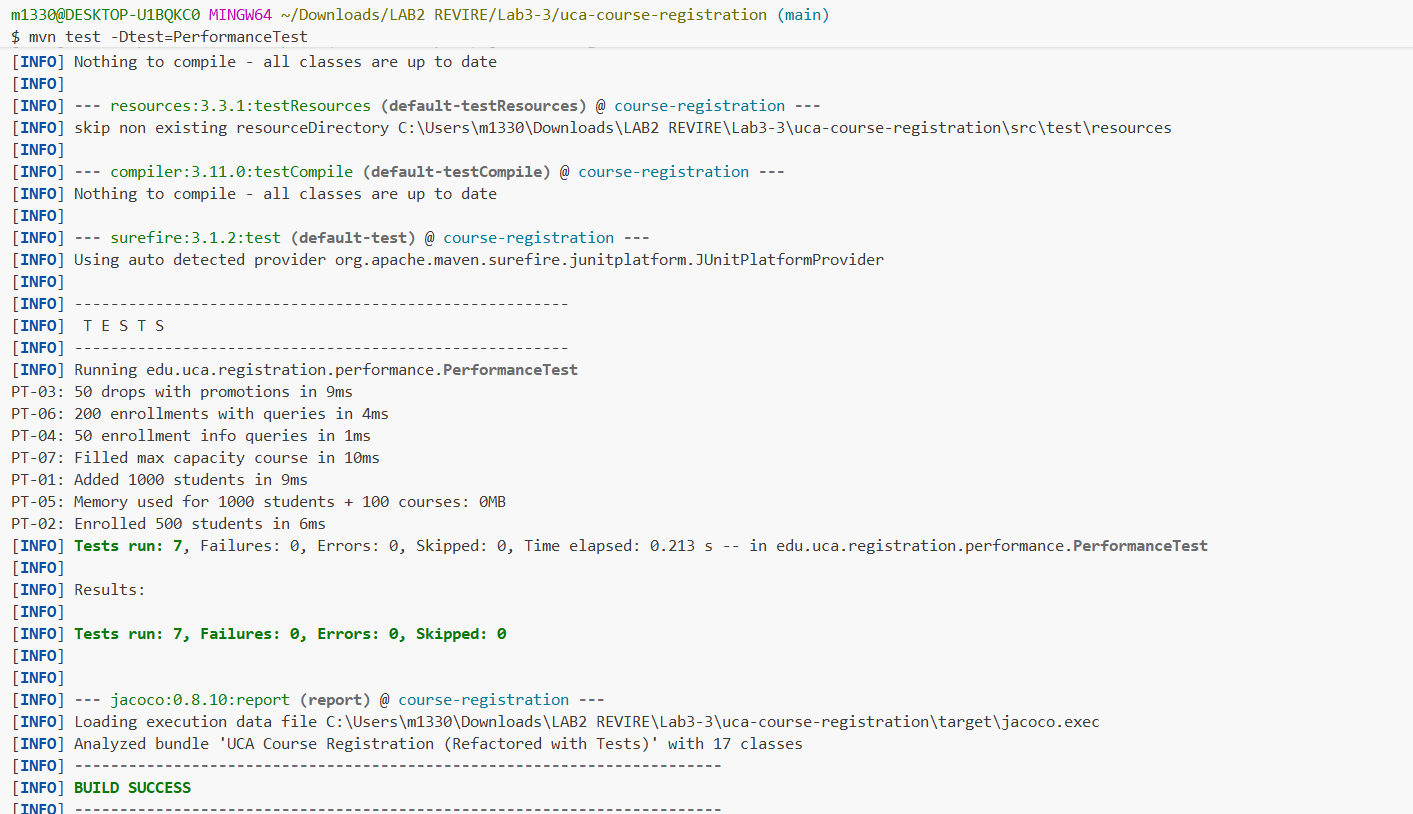 m1330@DESKTOP-U1BQKC0 MINGW64 ~/Downloads/LAB2 REVIRE/Lab3-3/uca-course-registration (main)
$ mvn test -Dtest=PerformanceTest
[INFO] Nothing to compile - all classes are up to date
[INFO]
[INFO] --- resources:3.3.1:testResources (default-testResources) @ course-registration ---
[INFO] skip non existing resourceDirectory C:\Users\m1330\Downloads\LAB2 REVIRE\Lab3-3\uca-course-registration\src\test\resources
[INFO]
[INFO] --- compiler:3.11.0:testCompile (default-testCompile) @ course-registration ---
[INFO] Nothing to compile - all classes are up to date
[INFO]
[INFO] --- surefire:3.1.2:test (default-test) @ course-registration ---
[INFO] Using auto detected provider org.apache.maven.surefire.junitplatform.JUnitPlatformProvider
[INFO]
[INFO] -------------------------------------------------------
[INFO]  T E S T S
[INFO] -------------------------------------------------------
[INFO] Running edu.uca.registration.performance.PerformanceTest
PT-03: 50 drops with promotions in 9ms
PT-06: 200 enrollments with queries in 4ms
PT-04: 50 enrollment info queries in 1ms
PT-07: Filled max capacity course in 10ms
PT-01: Added 1000 students in 9ms
PT-05: Memory used for 1000 students + 100 courses: 0MB
PT-02: Enrolled 500 students in 6ms
[INFO] Tests run: 7, Failures: 0, Errors: 0, Skipped: 0, Time elapsed: 0.213 s -- in edu.uca.registration.performance.PerformanceTest
[INFO]
[INFO] Results:
[INFO]
[INFO] Tests run: 7, Failures: 0, Errors: 0, Skipped: 0
[INFO]
[INFO]
[INFO] --- jacoco:0.8.10:report (report) @ course-registration ---
[INFO] Loading execution data file C:\Users\m1330\Downloads\LAB2 REVIRE\Lab3-3\uca-course-registration\target\jacoco.exec
[INFO] Analyzed bundle 'UCA Course Registration (Refactored with Tests)' with 17 classes
[INFO] ------------------------------------------------------------------------
[INFO] BUILD SUCCESS
[INFO] ------------------------------------------------------------------------